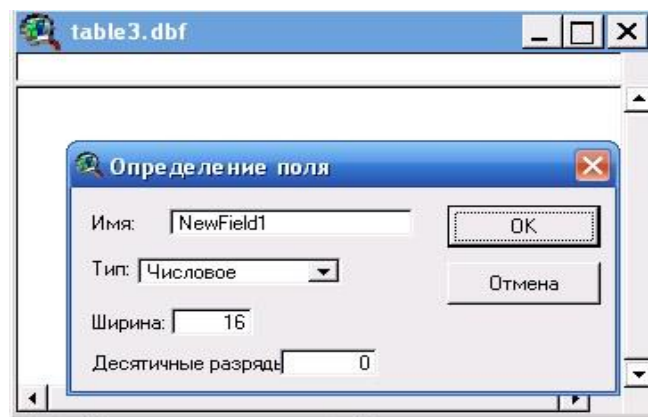 table3.dbf
Определение поля
Имя: NewField1
OK
Тип: Числовое
Отмена
Ширина: 16
Десятичные разряды 0